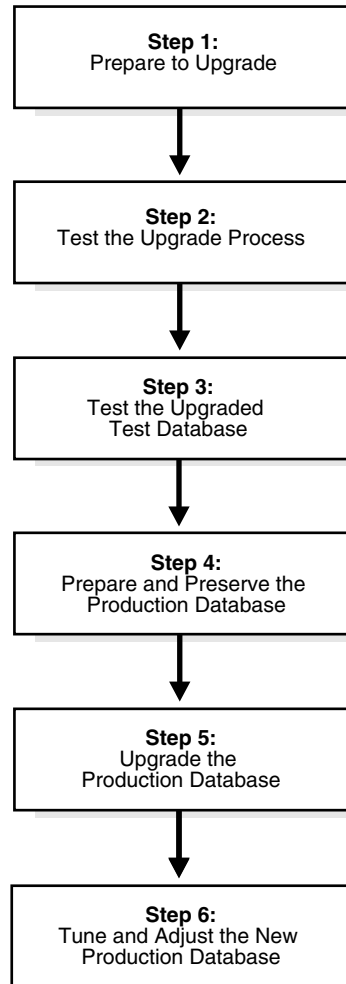 Step 1:
Prepare to Upgrade
Step 2:
Test the Upgrade Process
Step 3:
Test the Upgraded
Test Database
Step 4:
Prepare and Preserve the
Production Database
Step 5:
Upgrade the
Production Database
Step 6:
Tune and Adjust the New
Production Database